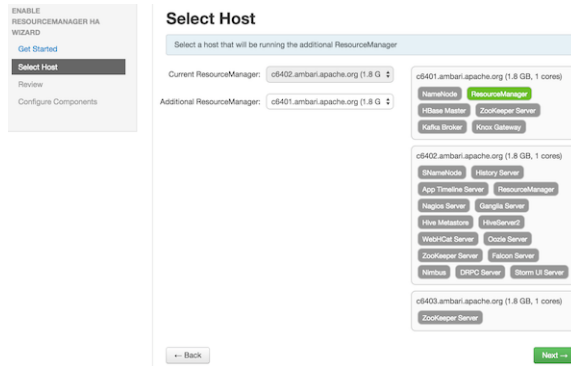 ENABLE
RESOURCEMANAGER HA
WIZARD
Get Started
Select Host
Review
Configure Components
Select Host
Select a host that will be running the additional ResourceManager
Current ResourceManager: c6402.ambari.apache.org (1.8 G
Additional ResourceManager: c6401.ambari.apache.org (1.8 G
c6401.ambari.apache.org (1.8 GB, 1 cores)
NameNode ResourceManager
HBase Master ZooKeeper Server
Kafka Broker Knox Gateway
c6402.ambari.apache.org (1.8 GB, 1 cores)
SNameNode History Server
App Timeline Server ResourceManager
Nagios Server Ganglia Server
Hive Metastore HiveServer2
WebHCat Server Oozie Server
ZooKeeper Server Falcon Server
Nimbus DRPC Server Storm UI Server
c6403.ambari.apache.org (1.8 GB, 1 cores)
ZooKeeper Server
← Back
Next →